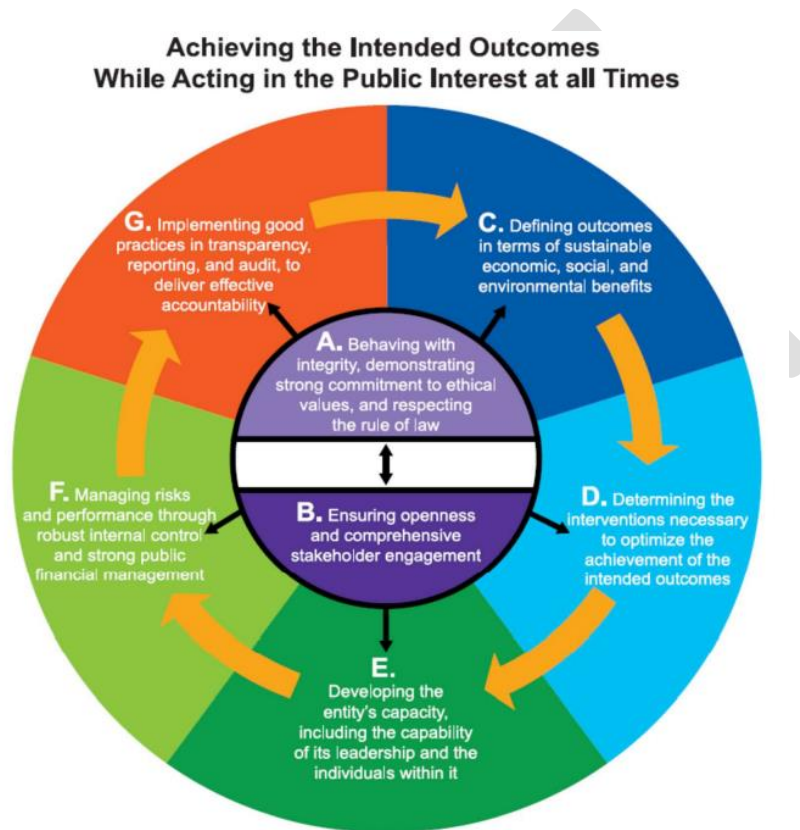 Achieving the Intended Outcomes
While Acting in the Public Interest at all Times
G. Implementing good
practices in transparency,
reporting, and audit, to
deliver effective
accountability
C. Defining outcomes
in terms of sustainable
economic, social, and
environmental benefits
A. Behaving with
integrity, demonstrating
strong commitment to ethical
values, and respecting
the rule of law
B. Ensuring openness
and comprehensive
stakeholder engagement
F. Managing risks
and performance through
robust internal control
and strong public
financial management
D. Determining the
interventions necessary
to optimize the
achievement of the
intended outcomes
E.
Developing the
entity's capacity,
including the capability
of its leadership and the
individuals within it